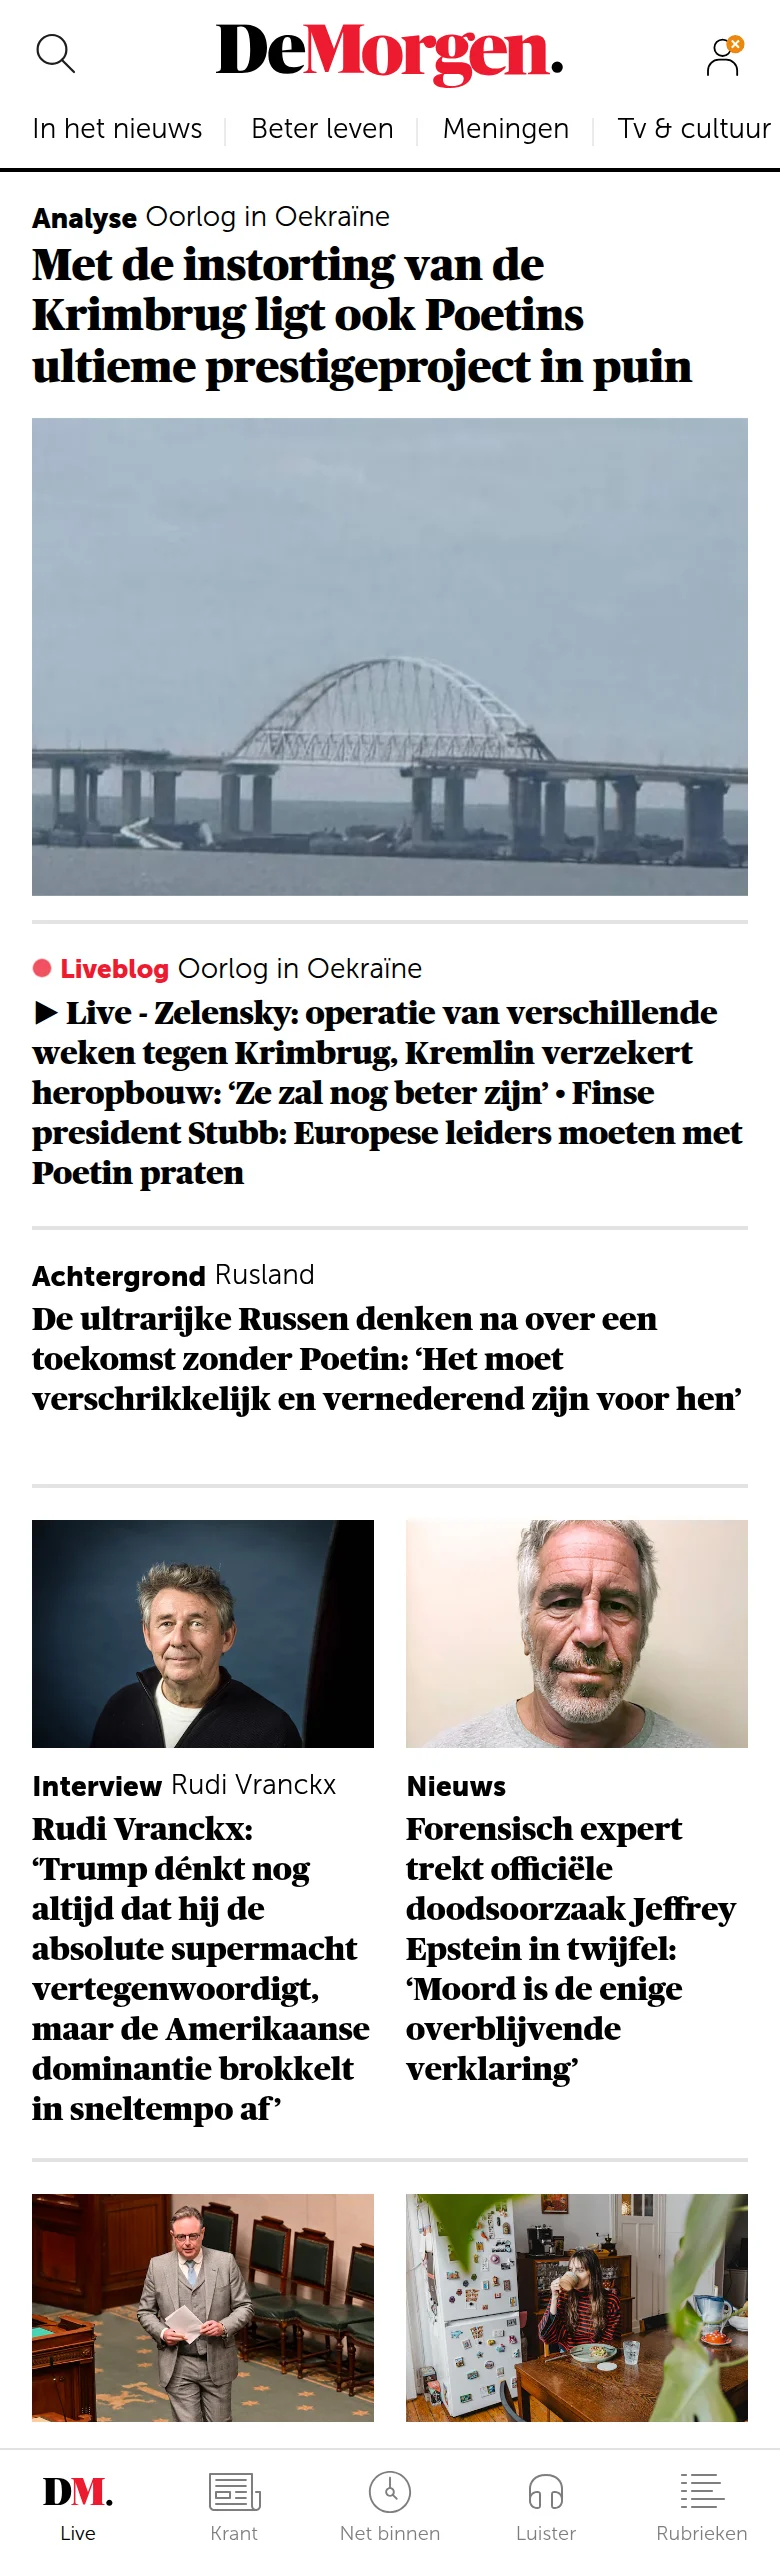 DeMorgen.
In het nieuws
Beter leven
Meningen
Tv & cultuur
Analyse Oorlog in Oekraïne
Met de instorting van de
Krimbrug ligt ook Poetins
ultieme prestigeproject in puin
Liveblog Oorlog in Oekraïne
▶ Live - Zelensky: operatie van verschillende
weken tegen Krimbrug, Kremlin verzekert
heropbouw: ‘Ze zal nog beter zijn’ • Finse
president Stubb: Europese leiders moeten met
Poetin praten
Achtergrond Rusland
De ultrarijke Russen denken na over een
toekomst zonder Poetin: ‘Het moet
verschrikkelijk en vernederend zijn voor hen’
Interview Rudi Vranckx
Rudi Vranckx:
‘Trump dénkt nog
altijd dat hij de
absolute supermacht
vertegenwoordigt,
maar de Amerikaanse
dominantie brokkelt
in sneltempo af’
Nieuws
Forensisch expert
trekt officiële
doodsoorzaak Jeffrey
Epstein in twijfel:
‘Moord is de enige
overblijvende
verklaring’
DM.
Live
Krant
Net binnen
Luister
Rubrieken